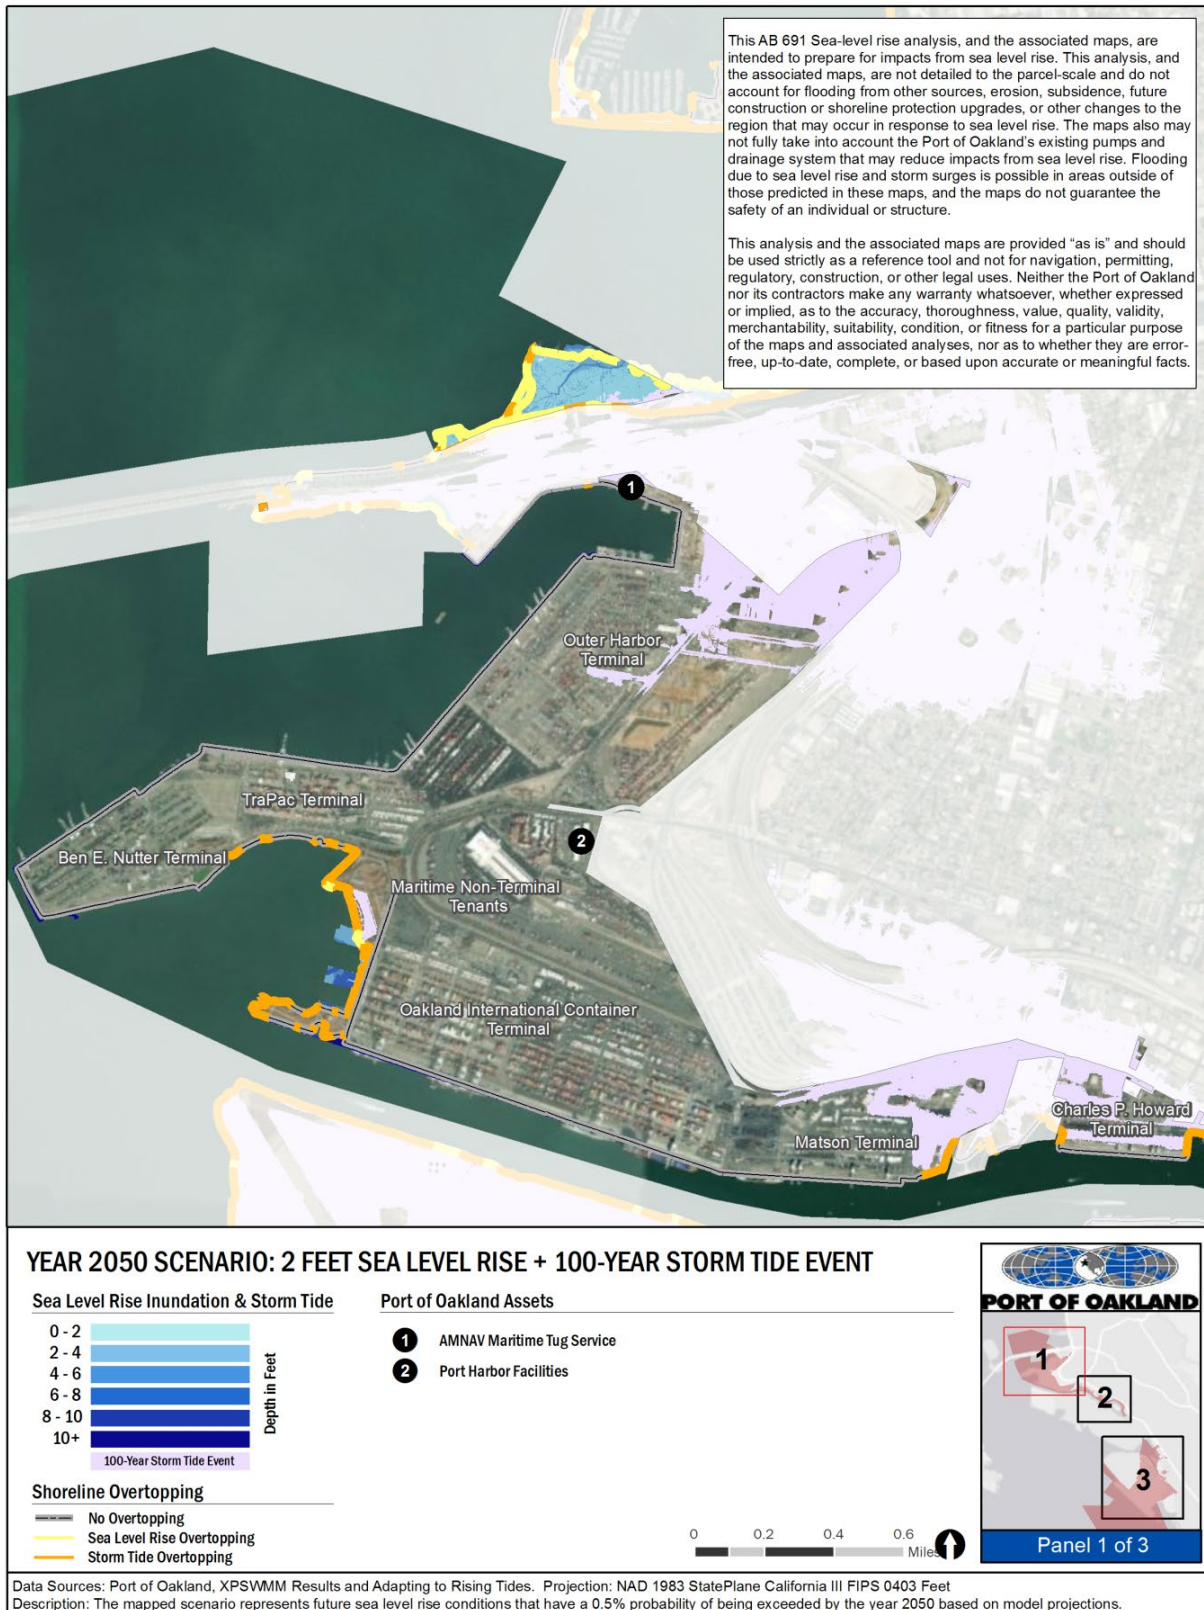 This AB 691 Sea-level rise analysis, and the associated maps, are
intended to prepare for impacts from sea level rise. This analysis, and
the associated maps, are not detailed to the parcel-scale and do not
account for flooding from other sources, erosion, subsidence, future
construction or shoreline protection upgrades, or other changes to the
region that may occur in response to sea level rise. The maps also may
not fully take into account the Port of Oakland's existing pumps and
drainage system that may reduce impacts from sea level rise. Flooding
due to sea level rise and storm surges is possible in areas outside of
those predicted in these maps, and the maps do not guarantee the
safety of an individual or structure.
This analysis and the associated maps are provided “as is” and should
be used strictly as a reference tool and not for navigation, permitting,
regulatory, construction, or other legal uses. Neither the Port of Oakland
nor its contractors make any warranty whatsoever, whether expressed
or implied, as to the accuracy, thoroughness, value, quality, validity,
merchantability, suitability, condition, or fitness for a particular purpose
of the maps and associated analyses, nor as to whether they are error-
free, up-to-date, complete, or based upon accurate or meaningful facts.
1
Outer Harbor
Terminal
TraPac Terminal
2
Ben E. Nutter Terminal
Maritime Non-Terminal
Tenants
Oakland International Container
Terminal
Charles P. Howard
Terminal
Matson Terminal
YEAR 2050 SCENARIO: 2 FEET SEA LEVEL RISE + 100-YEAR STORM TIDE EVENT
Sea Level Rise Inundation & Storm Tide
0 - 2
2 - 4
4 - 6
6 - 8
8 - 10
10+
Depth in Feet
100-Year Storm Tide Event
Shoreline Overtopping
No Overtopping
Sea Level Rise Overtopping
Storm Tide Overtopping
Port of Oakland Assets
1 AMNAV Maritime Tug Service
2 Port Harbor Facilities
0 0.2 0.4 0.6
Miles
PORT OF OAKLAND
1
2
3
Panel 1 of 3
Data Sources: Port of Oakland, XPSWMM Results and Adapting to Rising Tides. Projection: NAD 1983 StatePlane California III FIPS 0403 Feet
Description: The mapped scenario represents future sea level rise conditions that have a 0.5% probability of being exceeded by the year 2050 based on model projections.